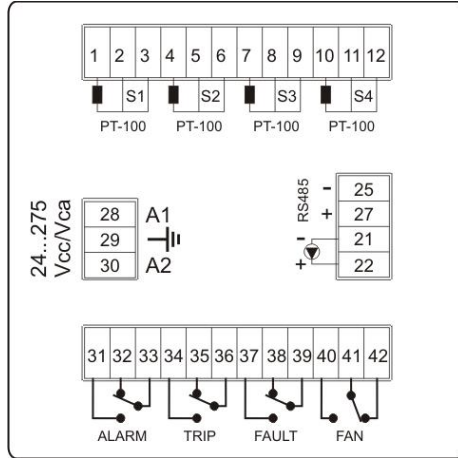 1 2 3 4 5 6 7 8 9 10 11 12
S1 S2 S3 S4
PT-100 PT-100 PT-100 PT-100
24...275
Vcc/Vca
28 A1
29
30 A2
RS485
- 25
+ 27
- 21
+ 22
31 32 33 34 35 36 37 38 39 40 41 42
ALARM TRIP FAULT FAN